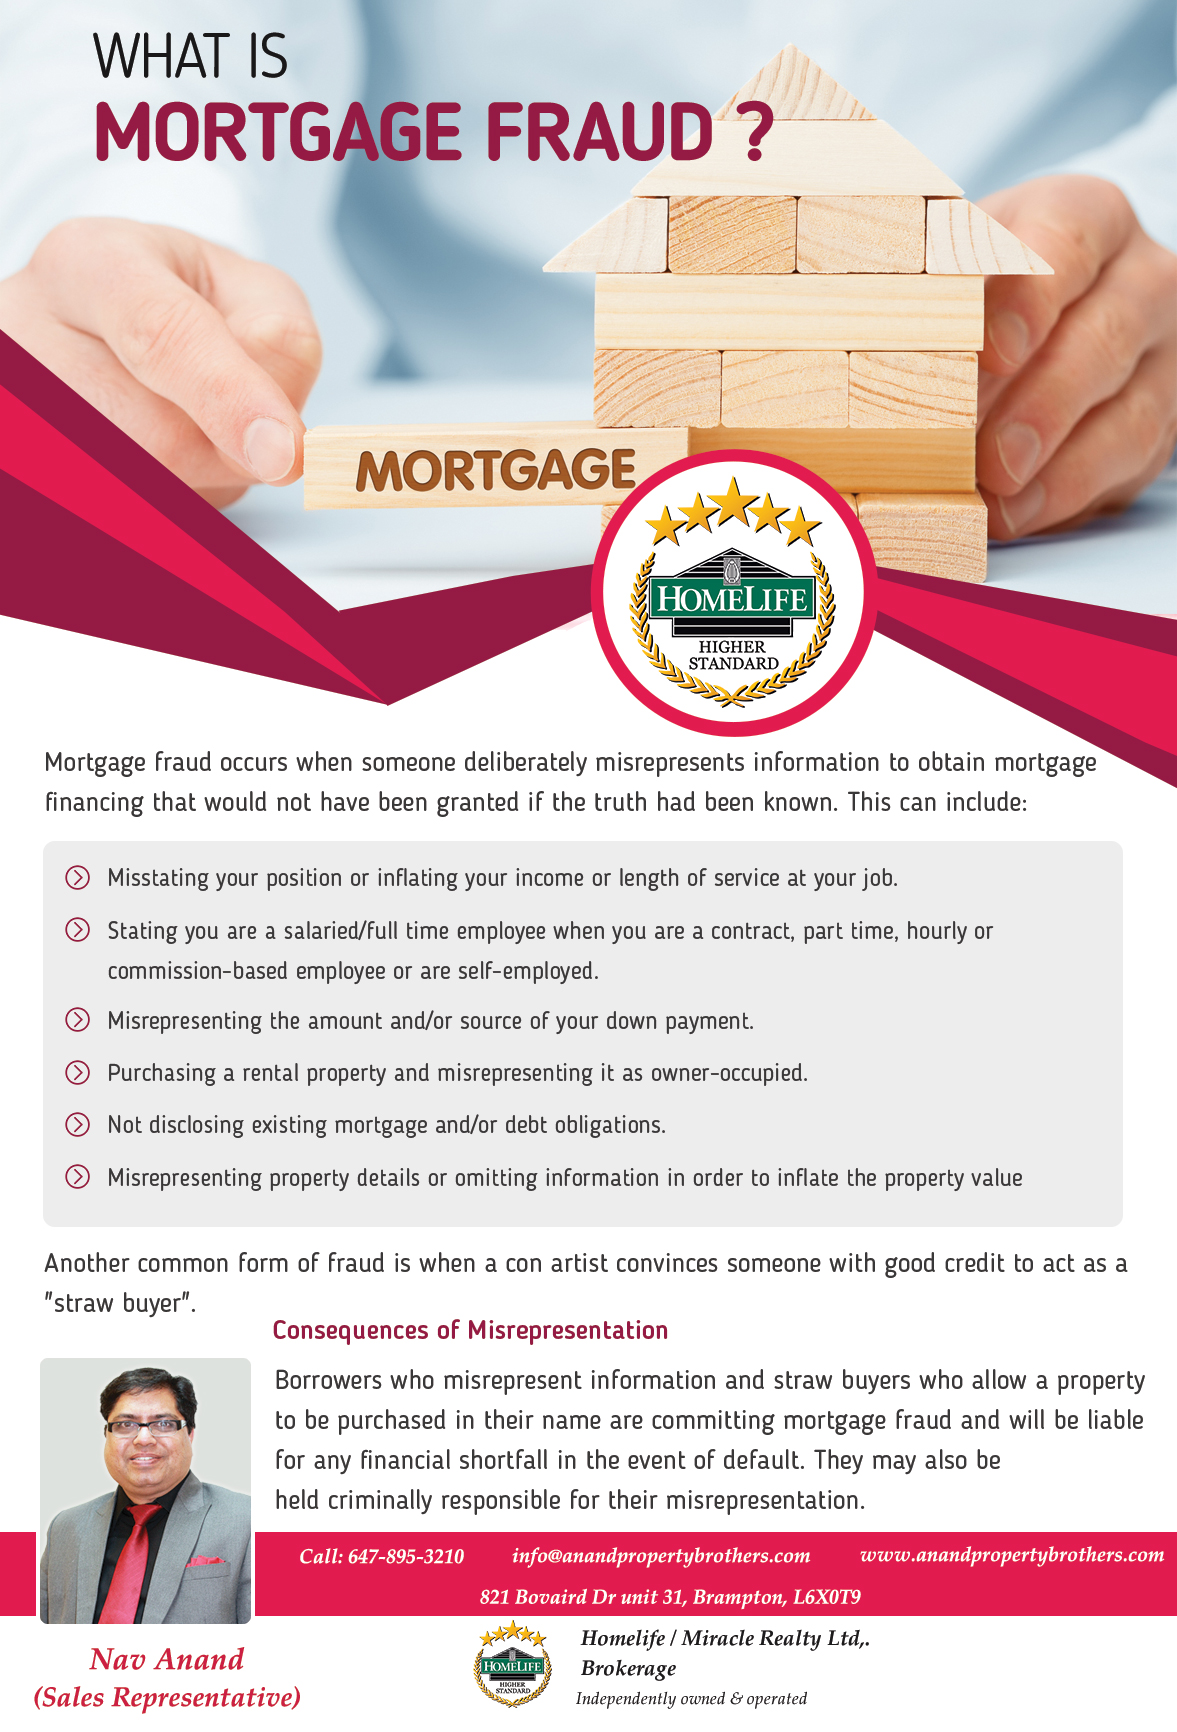 WHAT IS
MORTGAGE FRAUD ?
MORTGAGE
HOMELIFE
HIGHER
STANDARD
Mortgage fraud occurs when someone deliberately misrepresents information to obtain mortgage
financing that would not have been granted if the truth had been known. This can include:
Misstating your position or inflating your income or length of service at your job.
Stating you are a salaried/full time employee when you are a contract, part time, hourly or
commission-based employee or are self-employed.
Misrepresenting the amount and/or source of your down payment.
Purchasing a rental property and misrepresenting it as owner-occupied.
Not disclosing existing mortgage and/or debt obligations.
Misrepresenting property details or omitting information in order to inflate the property value
Another common form of fraud is when a con artist convinces someone with good credit to act as a
"straw buyer".
Consequences of Misrepresentation
Borrowers who misrepresent information and straw buyers who allow a property
to be purchased in their name are committing mortgage fraud and will be liable
for any financial shortfall in the event of default. They may also be
held criminally responsible for their misrepresentation.
Call: 647-895-3210 info@anandpropertybrothers.com www.anandpropertybrothers.com
821 Bovaird Dr unit 31, Brampton, L6X0T9
Nav Anand
(Sales Representative)
HOMELIFE
HIGHER
STANDARD
Homelife / Miracle Realty Ltd,.
Brokerage
Independently owned & operated